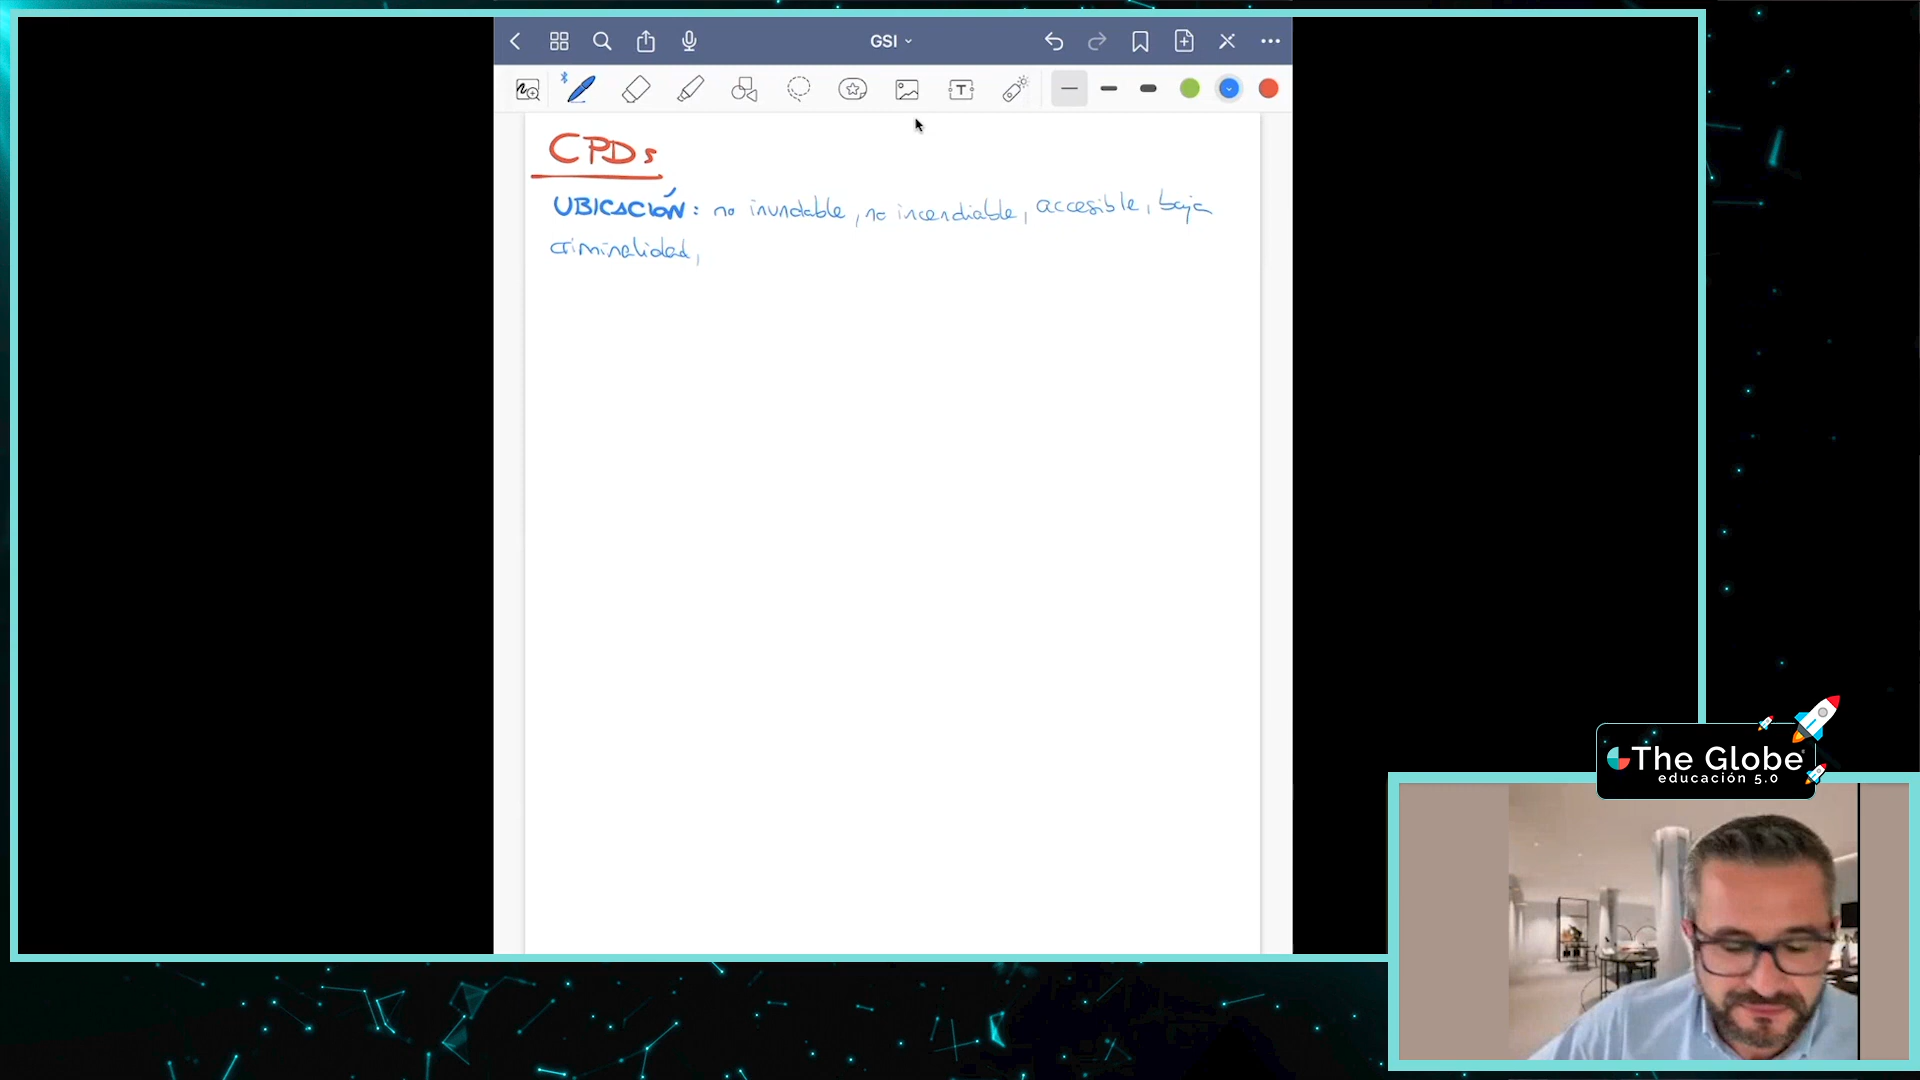 GSI
T
CPDs
UBICACIÓN: no inundable, no incendiable, accesible, baja
criminalidad,
The Globe
educación 5.0